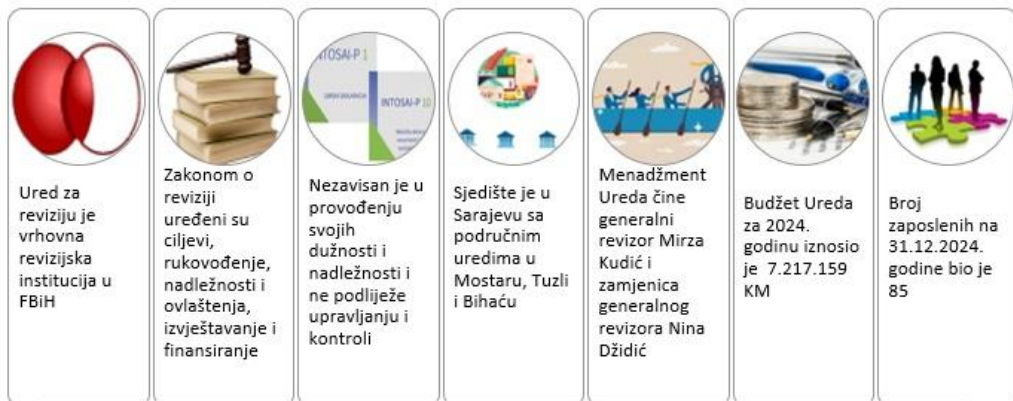 Ured za
reviziju je
vrhovna
revizijska
institucija u
FBiH
Zakonom o
reviziji
uređeni su
ciljevi,
rukovođenje,
nadležnosti i
ovlaštenja,
izvještavanje i
finansiranje
INTOSAI-P 1
INTOSAI-P 10
Nezavisan je u
provođenju
svojih
dužnosti i
nadležnosti i
ne podliježe
upravljanju i
kontroli
Sjedište je u
Sarajevu sa
područnim
uredima u
Mostaru, Tuzli
i Bihaću
Menadžment
Ureda čine
generalni
revizor Mirza
Kudić i
zamjenica
generalnog
revizora Nina
Džidić
Budžet Ureda
za 2024.
godinu iznosio
je 7.217.159
KM
Broj
zaposlenih na
31.12.2024.
godine bio je
85